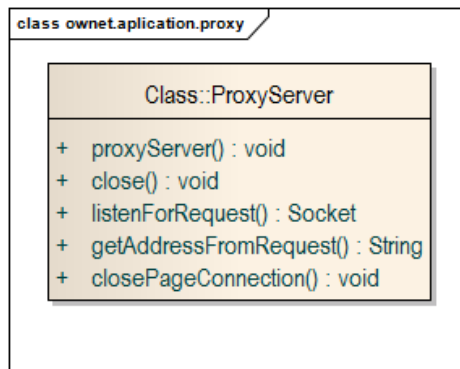 class ownet.aplication.proxy
Class::ProxyServer
+ proxyServer() : void
+ close() : void
+ listenForRequest() : Socket
+ getAddressFromRequest() : String
+ closePageConnection() : void